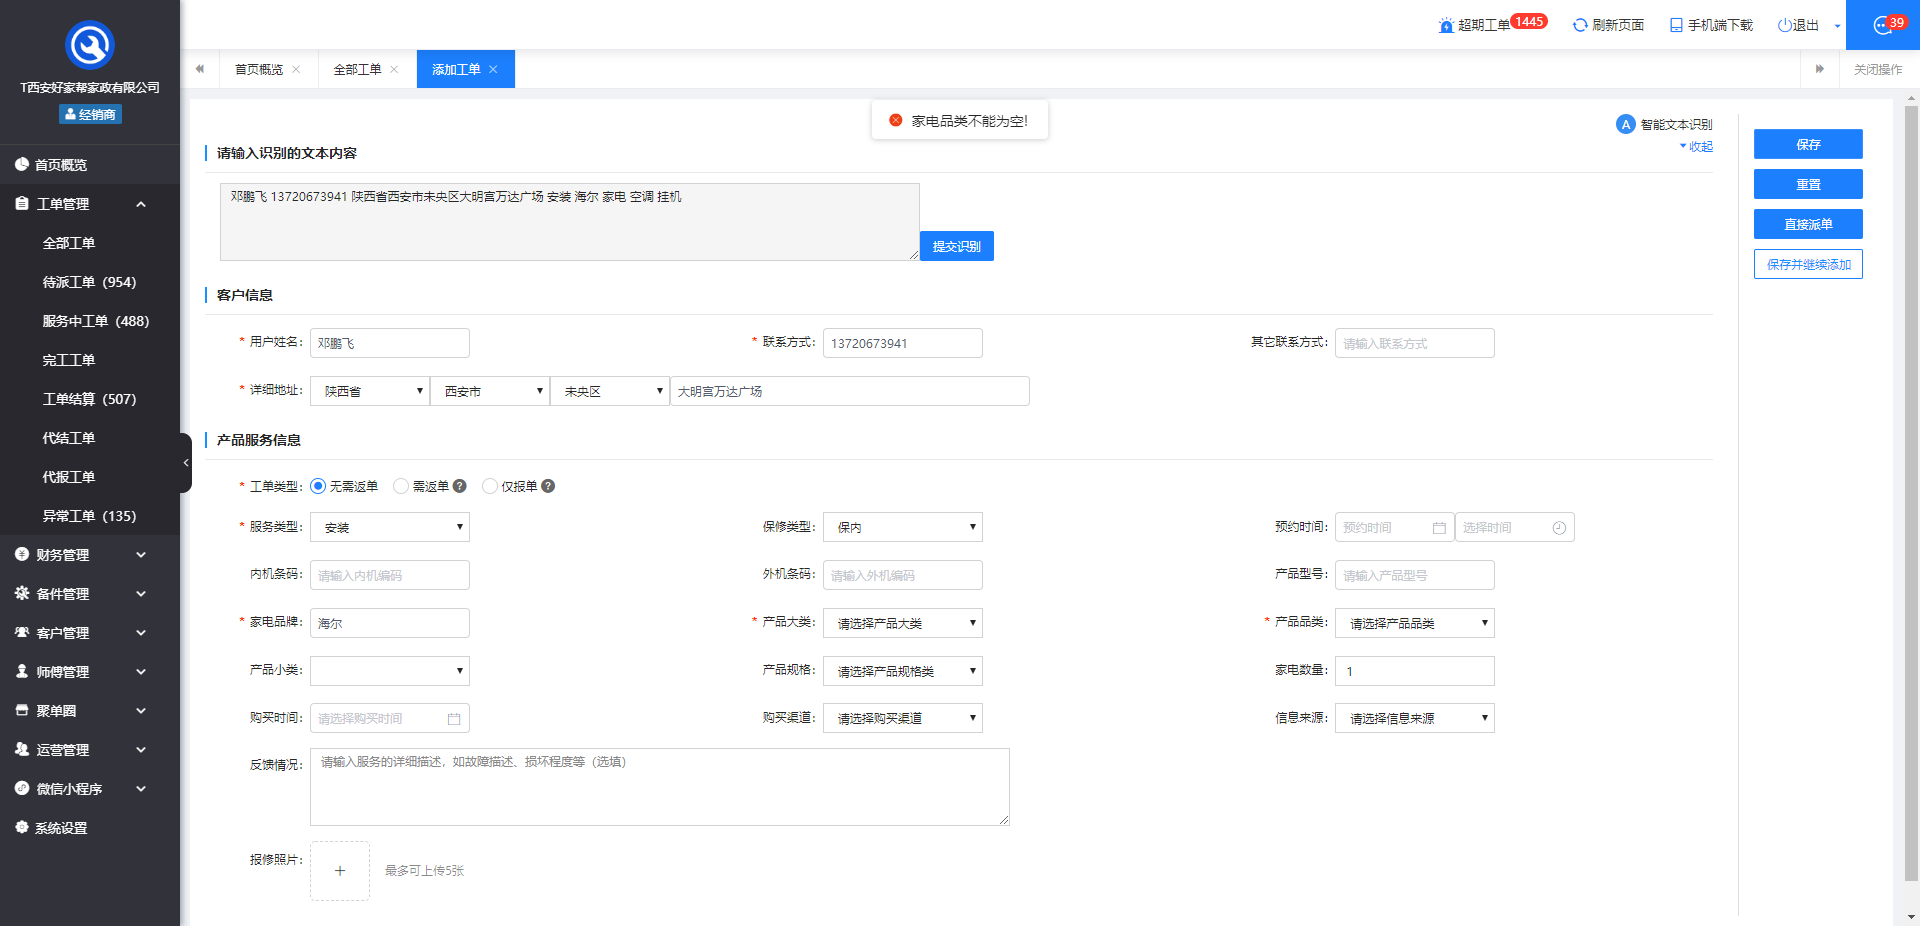 超期工单 1445
刷新页面
手机端下载
退出
39
T西安好家帮家政有限公司
经销商
首页概览
工单管理
全部工单
待派工单（954）
服务中工单（488）
完工工单
工单结算（507）
代结工单
代报工单
异常工单（135）
财务管理
备件管理
客户管理
师傅管理
聚单圈
运营管理
微信小程序
系统设置
首页概览
全部工单
添加工单
关闭操作
家电品类不能为空!
A 智能文本识别
收起
请输入识别的文本内容
邓鹏飞 13720673941 陕西省西安市未央区大明宫万达广场 安装 海尔 家电 空调 挂机
提交识别
保存
重置
直接派单
保存并继续添加
客户信息
* 用户姓名: 邓鹏飞
* 联系方式: 13720673941
其它联系方式: 请输入联系方式
* 详细地址: 陕西省 西安市 未央区 大明宫万达广场
产品服务信息
* 工单类型: 无需返单 需返单 ? 仅报单 ?
* 服务类型: 安装
保修类型: 保内
预约时间: 预约时间 选择时间
内机条码: 请输入内机编码
外机条码: 请输入外机编码
产品型号: 请输入产品型号
* 家电品牌: 海尔
* 产品大类: 请选择产品大类
* 产品品类: 请选择产品品类
产品小类:
产品规格: 请选择产品规格类
家电数量: 1
购买时间: 请选择购买时间
购买渠道: 请选择购买渠道
信息来源: 请选择信息来源
反馈情况: 请输入服务的详细描述，如故障描述、损坏程度等（选填）
报修照片: + 最多可上传5张